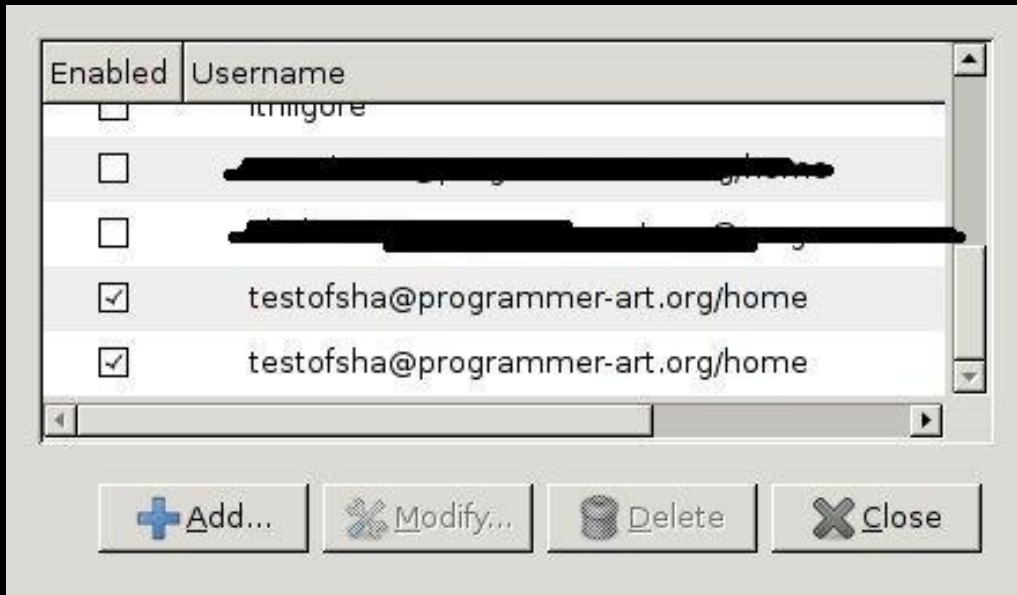 Enabled Username
testofsha@programmer-art.org/home
testofsha@programmer-art.org/home
Add... Modify... Delete Close